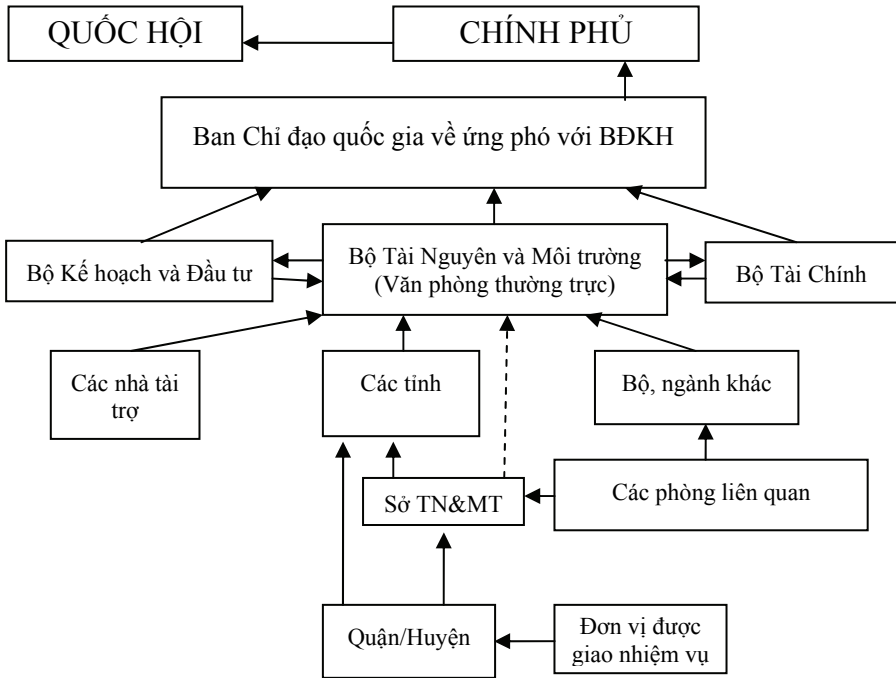 QUỐC HỘI
CHÍNH PHỦ
Ban Chỉ đạo quốc gia về ứng phó với BĐKH
Bộ Kế hoạch và Đầu tư
Bộ Tài Nguyên và Môi trường
(Văn phòng thường trực)
Bộ Tài Chính
Các nhà tài
trợ
Các tỉnh
Bộ, ngành khác
Sở TN&MT
Các phòng liên quan
Quận/Huyện
Đơn vị được
giao nhiệm vụ